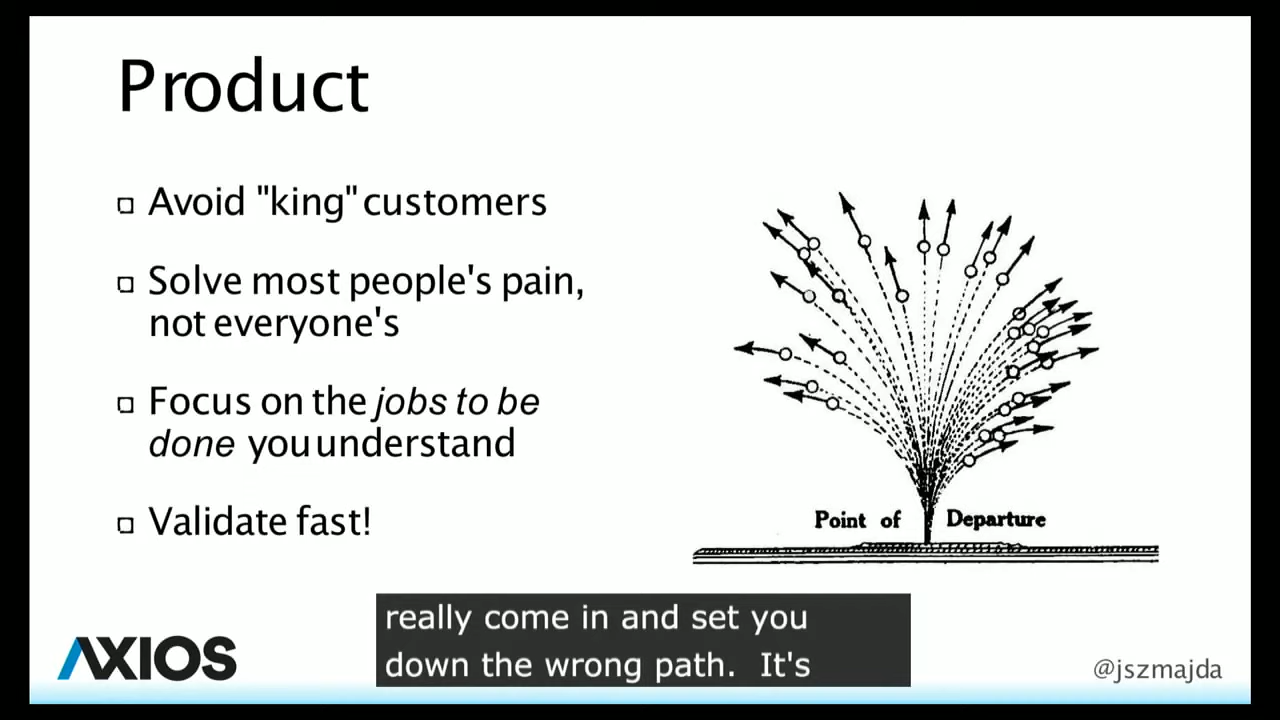 Product
Avoid "king" customers
Solve most people's pain,
not everyone's
Focus on the jobs to be
done you understand
Validate fast!
Point of Departure
really come in and set you
down the wrong path. It's
AXIOS
@jszmajda